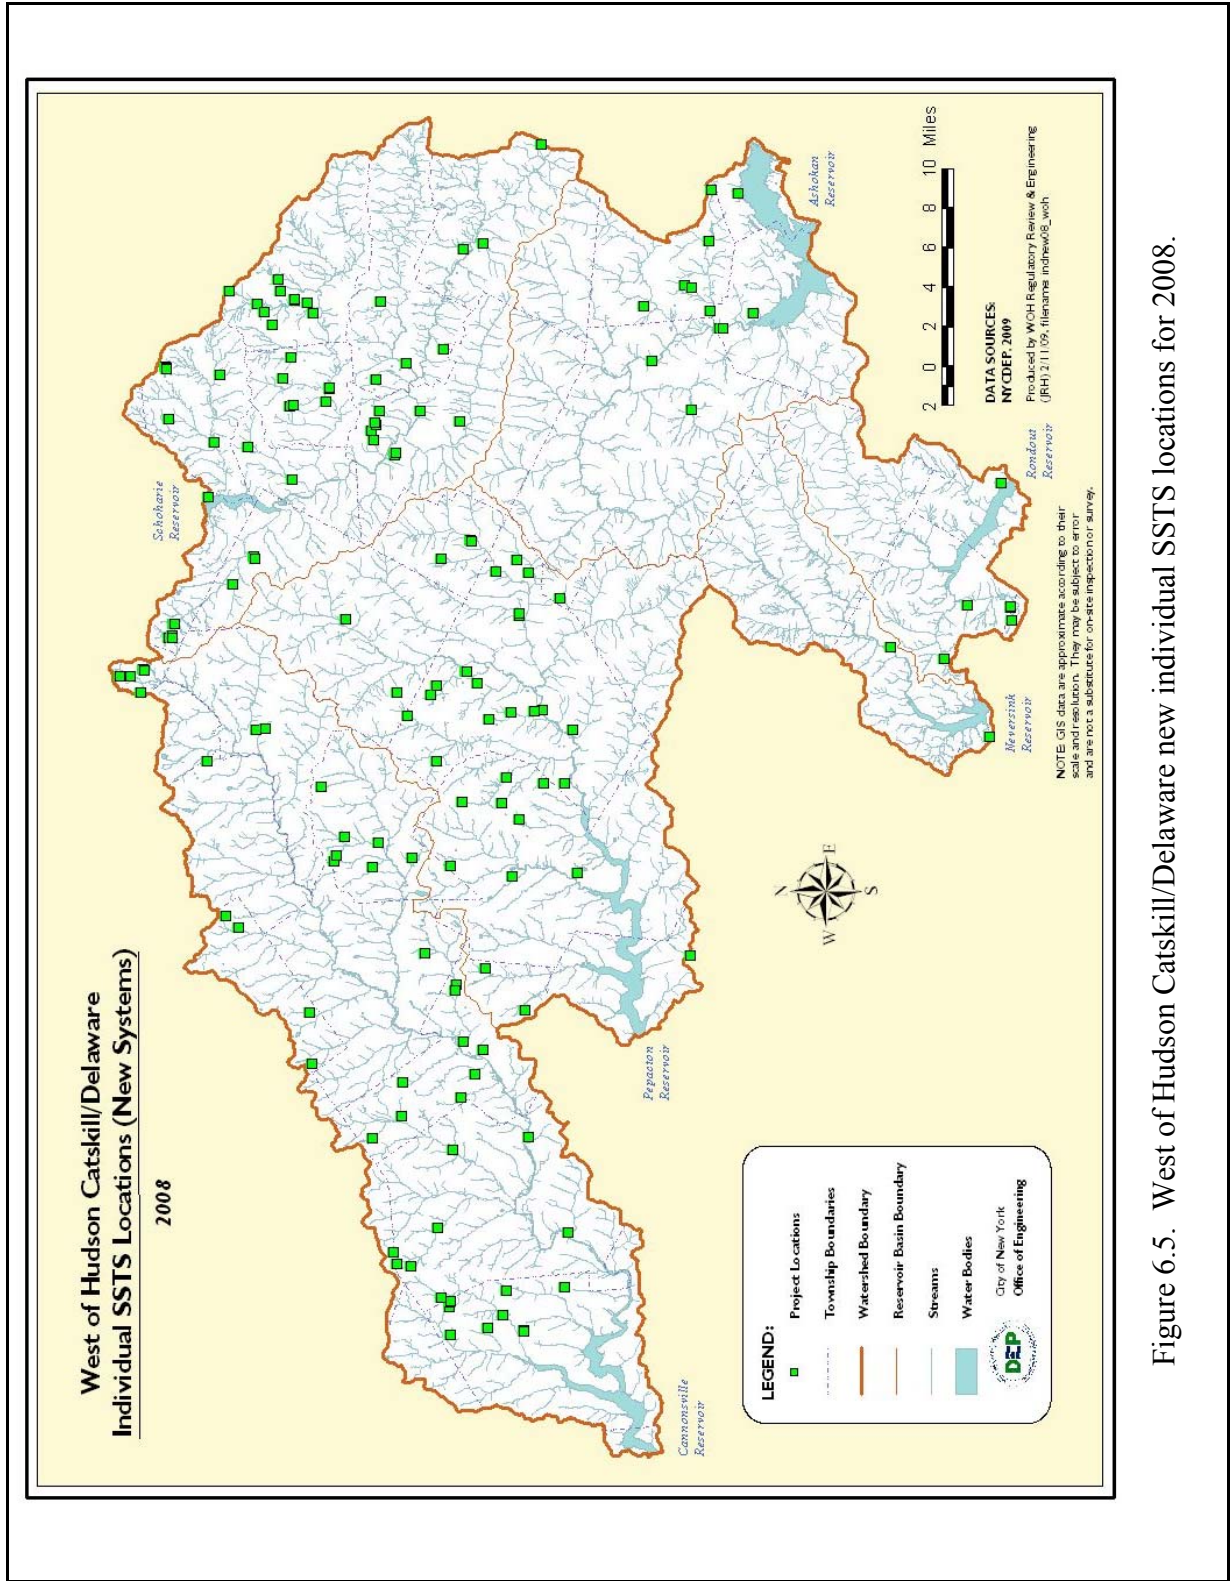 West of Hudson Catskill/Delaware
Individual SSTS Locations (New Systems)
2008
Schoharie
Reservoir
Cannonsville
Reservoir
Pepacton
Reservoir
Neversink
Reservoir
Rondout
Reservoir
Ashokan
Reservoir
N
W
E
S
LEGEND:
Project Locations
Township Boundaries
Watershed Boundary
Reservoir Basin Boundary
Streams
Water Bodies
DEP
City of New York
Office of Engineering
2 0 2 4 6 8 10 Miles
DATA SOURCES:
NYCDEP, 2009
Produced by WOH Regulatory Review & Engineering
(JRH) 2/11/09, filename: indnew08_woh
NOTE: GIS data are approximate according to their
scale and resolution. They may be subject to error
and are not a substitute for on-site inspection or survey.
Figure 6.5. West of Hudson Catskill/Delaware new individual SSTS locations for 2008.